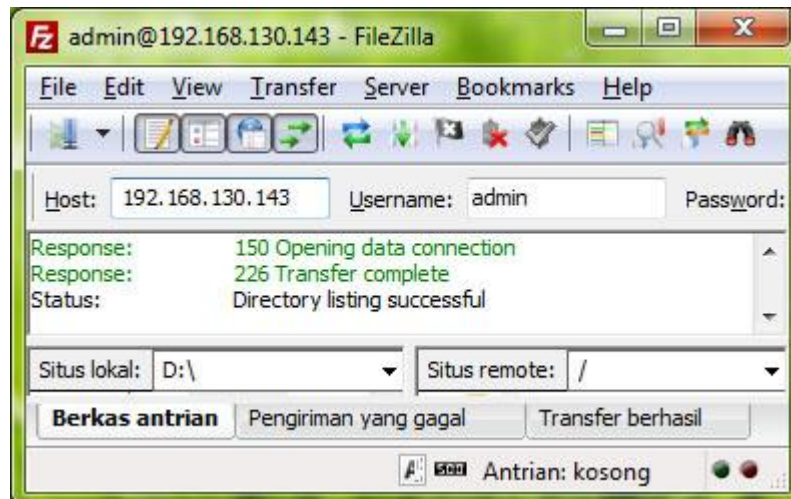 admin@192.168.130.143 - FileZilla
File Edit View Transfer Server Bookmarks Help
Host: 192.168.130.143 Username: admin Password:
Response: 150 Opening data connection
Response: 226 Transfer complete
Status: Directory listing successful
Situs lokal: D:\ Situs remote: /
Berkas antrian Pengiriman yang gagal Transfer berhasil
Antrian: kosong